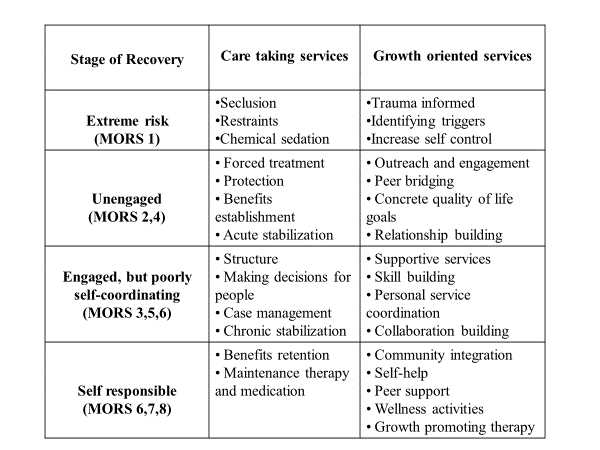 Stage of Recovery
Care taking services
Growth oriented services
Extreme risk
(MORS 1)
•Seclusion
•Restraints
•Chemical sedation
•Trauma informed
•Identifying triggers
•Increase self control
Unengaged
(MORS 2,4)
• Forced treatment
• Protection
• Benefits
establishment
• Acute stabilization
• Outreach and engagement
• Peer bridging
• Concrete quality of life
goals
• Relationship building
Engaged, but poorly
self-coordinating
(MORS 3,5,6)
• Structure
• Making decisions for
people
• Case management
• Chronic stabilization
• Supportive services
• Skill building
• Personal service
coordination
• Collaboration building
Self responsible
(MORS 6,7,8)
• Benefits retention
• Maintenance therapy
and medication
• Community integration
• Self-help
• Peer support
• Wellness activities
• Growth promoting therapy